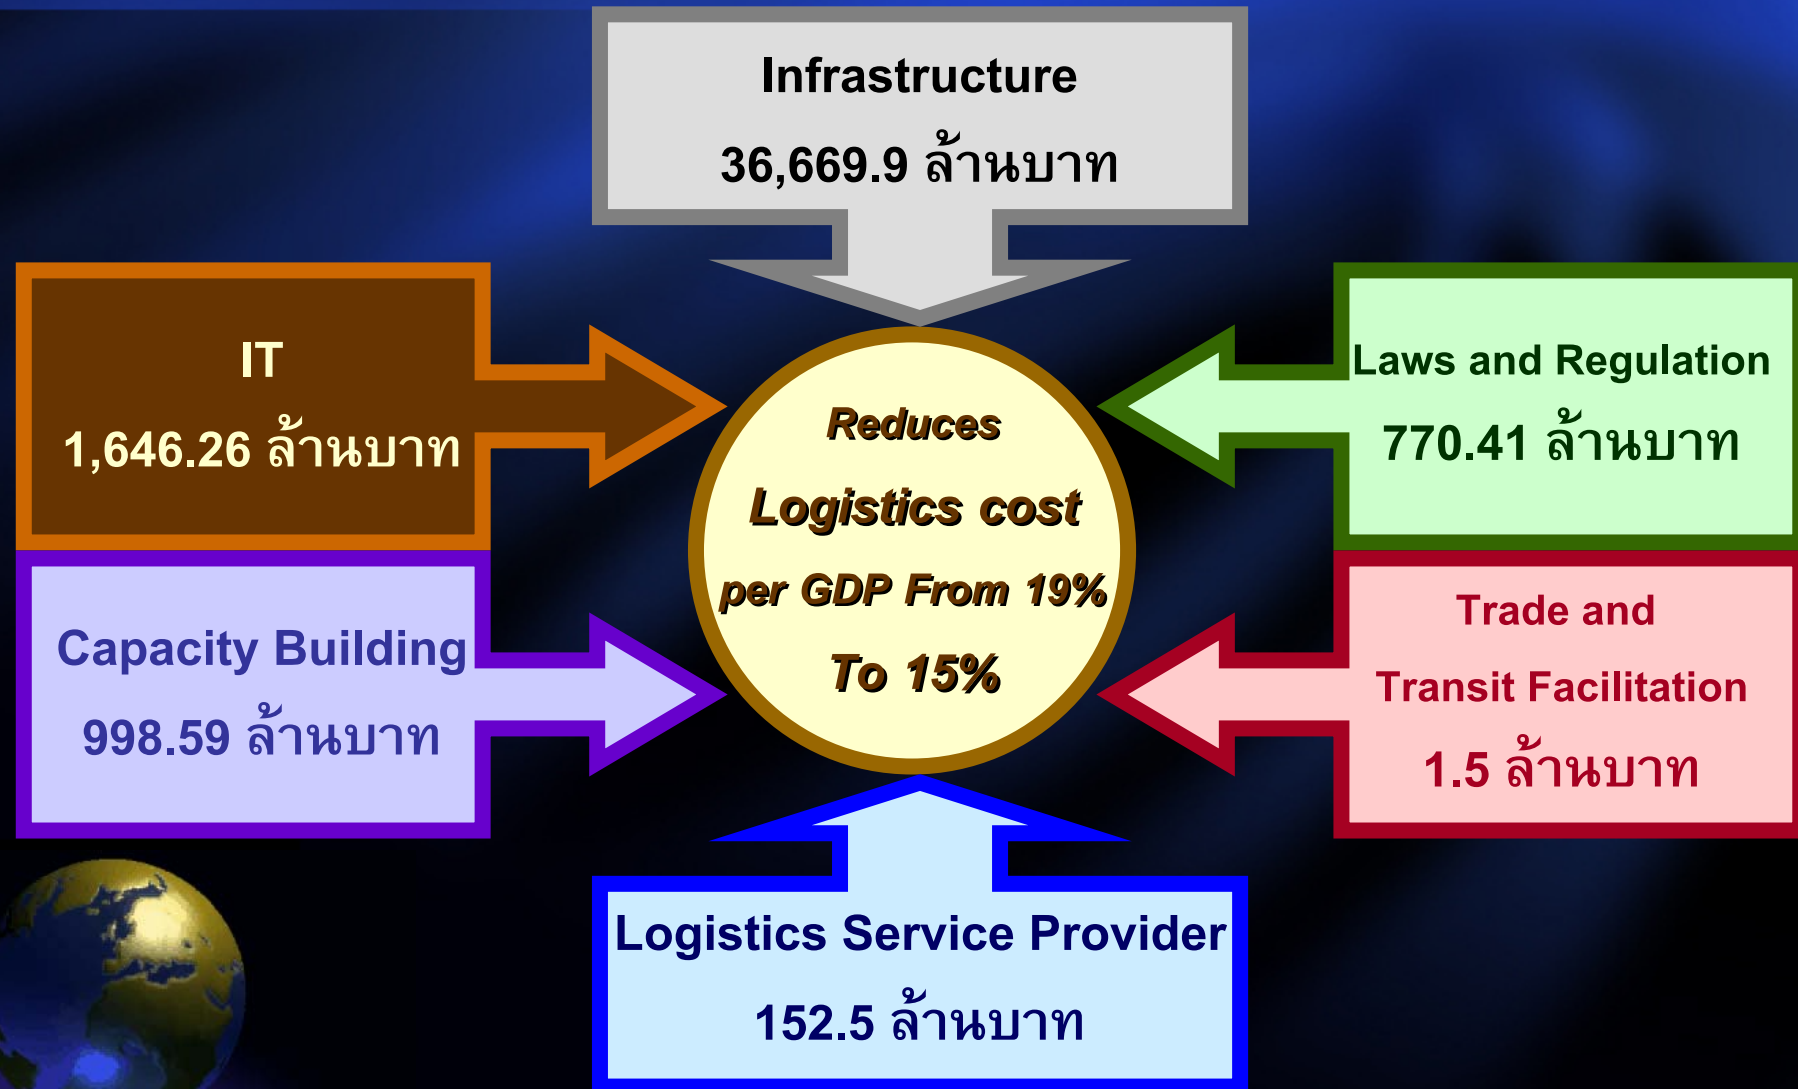 Infrastructure
36,669.9 ล้านบาท
IT
1,646.26 ล้านบาท
Laws and Regulation
770.41 ล้านบาท
Reduces
Logistics cost
per GDP From 19%
To 15%
Capacity Building
998.59 ล้านบาท
Trade and
Transit Facilitation
1.5 ล้านบาท
Logistics Service Provider
152.5 ล้านบาท